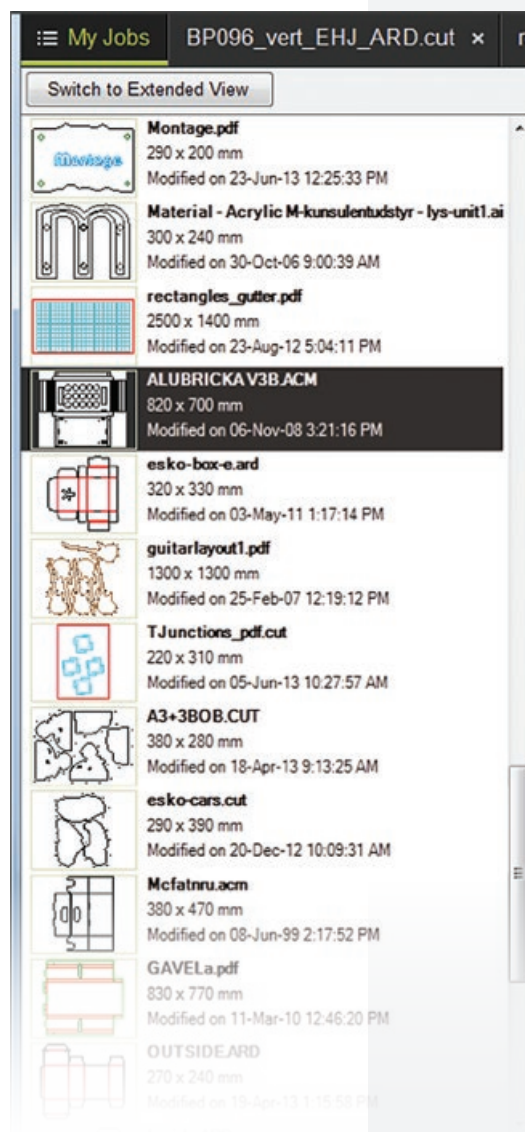 My Jobs BP096_vert_EHJ_ARD.cut ×
Switch to Extended View
Montage
Montage.pdf
290 x 200 mm
Modified on 23-Jun-13 12:25:33 PM
Material - Acrylic M-kunsulentudstyr - lys-unit1.ai
300 x 240 mm
Modified on 30-Oct-06 9:00:39 AM
rectangles_gutter.pdf
2500 x 1400 mm
Modified on 23-Aug-12 5:04:11 PM
ALUBRICKA V3B.ACM
820 x 700 mm
Modified on 06-Nov-08 3:21:16 PM
esko-box-e.ard
320 x 330 mm
Modified on 03-May-11 1:17:14 PM
guitarlayout1.pdf
1300 x 1300 mm
Modified on 25-Feb-07 12:19:12 PM
TJunctions_pdf.cut
220 x 310 mm
Modified on 05-Jun-13 10:27:57 AM
A3+3BOB.CUT
380 x 280 mm
Modified on 18-Apr-13 9:13:25 AM
esko-cars.cut
290 x 390 mm
Modified on 20-Dec-12 10:09:31 AM
Mcfatnru.acm
380 x 470 mm
Modified on 08-Jun-99 2:17:52 PM
GAVELa.pdf
830 x 770 mm
Modified on 11-Mar-10 12:46:20 PM
OUTSIDE.ARD
270 x 240 mm
Modified on 19-Apr-13 1:15:58 PM